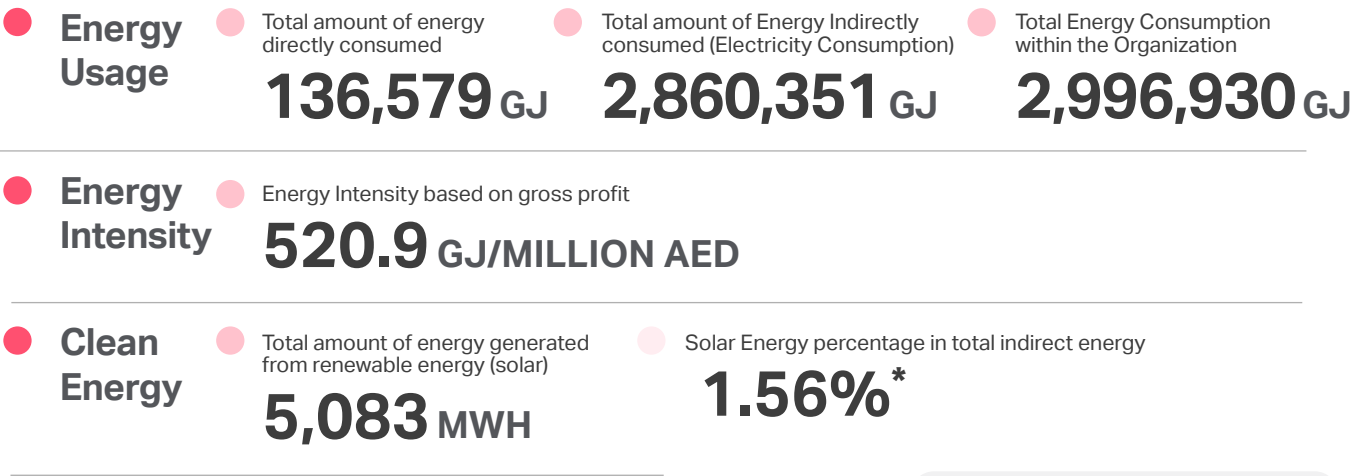 Energy
Usage
Total amount of energy
directly consumed
136,579 GJ
Total amount of Energy Indirectly
consumed (Electricity Consumption)
2,860,351 GJ
Total Energy Consumption
within the Organization
2,996,930 GJ
Energy
Intensity
Energy Intensity based on gross profit
520.9 GJ/MILLION AED
Clean
Energy
Total amount of energy generated
from renewable energy (solar)
5,083 MWH
Solar Energy percentage in total indirect energy
1.56%*